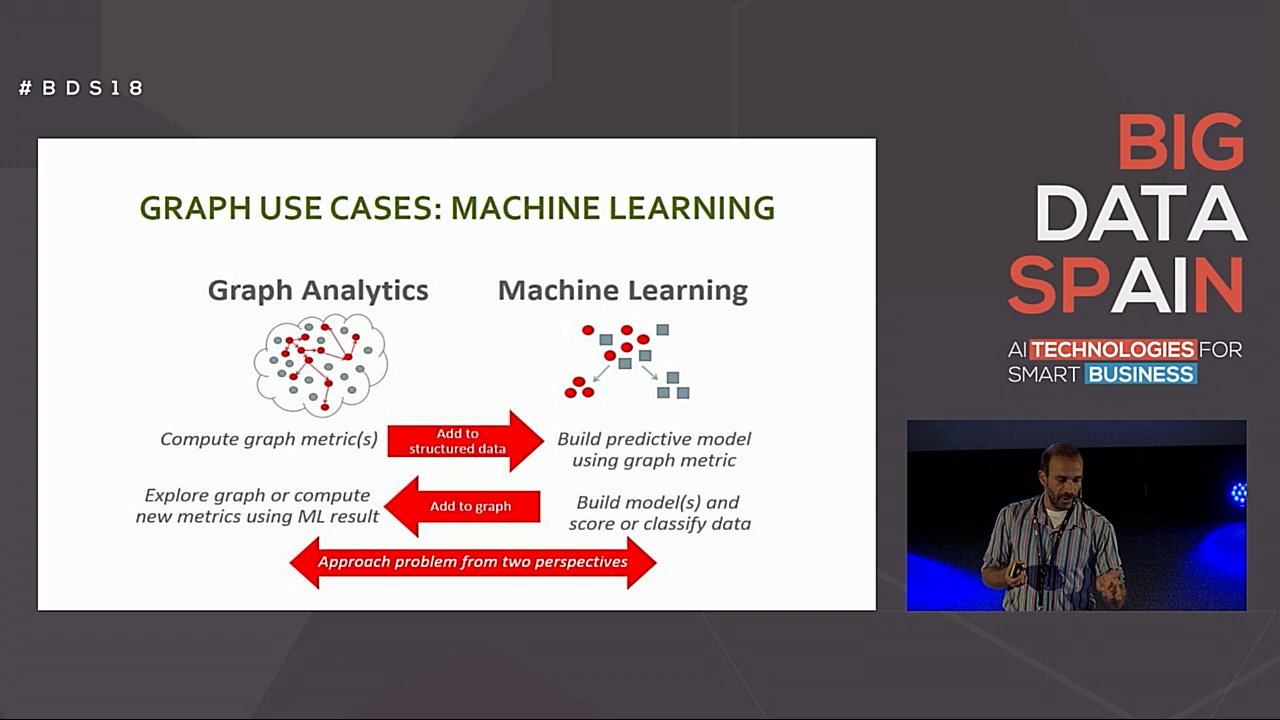 #BDS18
GRAPH USE CASES: MACHINE LEARNING
Graph Analytics
Machine Learning
Compute graph metric(s)
Add to
structured data
Build predictive model
using graph metric
Explore graph or compute
new metrics using ML result
Add to graph
Build model(s) and
score or classify data
Approach problem from two perspectives
BIG
DATA
SPAIN
AI TECHNOLOGIES FOR
SMART BUSINESS